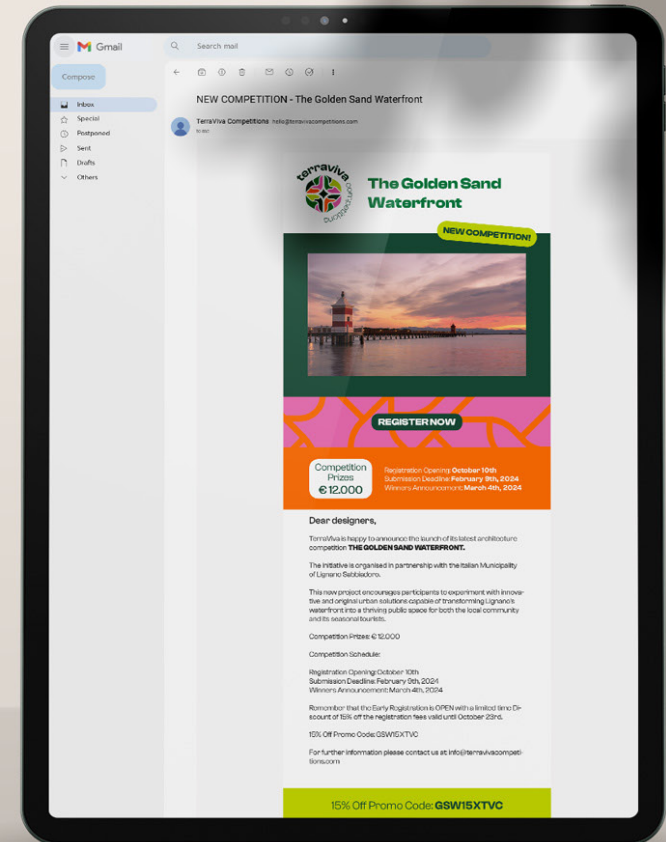 Gmail
Search mail
Compose
Inbox
Special
Postponed
Sent
Drafts
Others
NEW COMPETITION - The Golden Sand Waterfront
TerraViva Competitions hello@terravivacompetitions.com
to me
terraviva
competitions
The Golden Sand
Waterfront
NEW COMPETITION!
REGISTER NOW
Competition
Prizes
€12.000
Registration Opening: October 10th
Submission Deadline: February 9th, 2024
Winners Announcement: March 4th, 2024
Dear designers,
TerraViva is happy to announce the launch of its latest architecture
competition THE GOLDEN SAND WATERFRONT.
The initiative is organised in partnership with the Italian Municipality
of Lignano Sabbiadoro.
This new project encourages participants to experiment with innova-
tive and original urban solutions capable of transforming Lignano's
waterfront into a thriving public space for both the local community
and its seasonal tourists.
Competition Prizes: € 12.000
Competition Schedule:
Registration Opening: October 10th
Submission Deadline: February 9th, 2024
Winners Announcement: March 4th, 2024
Remember that the Early Registration is OPEN with a limited time Di-
scount of 15% off the registration fees valid until October 23rd.
15% Off Promo Code: GSW15XTVC
For further information please contact us at: info@terravivacompeti-
tions.com
15% Off Promo Code: GSW15XTVC